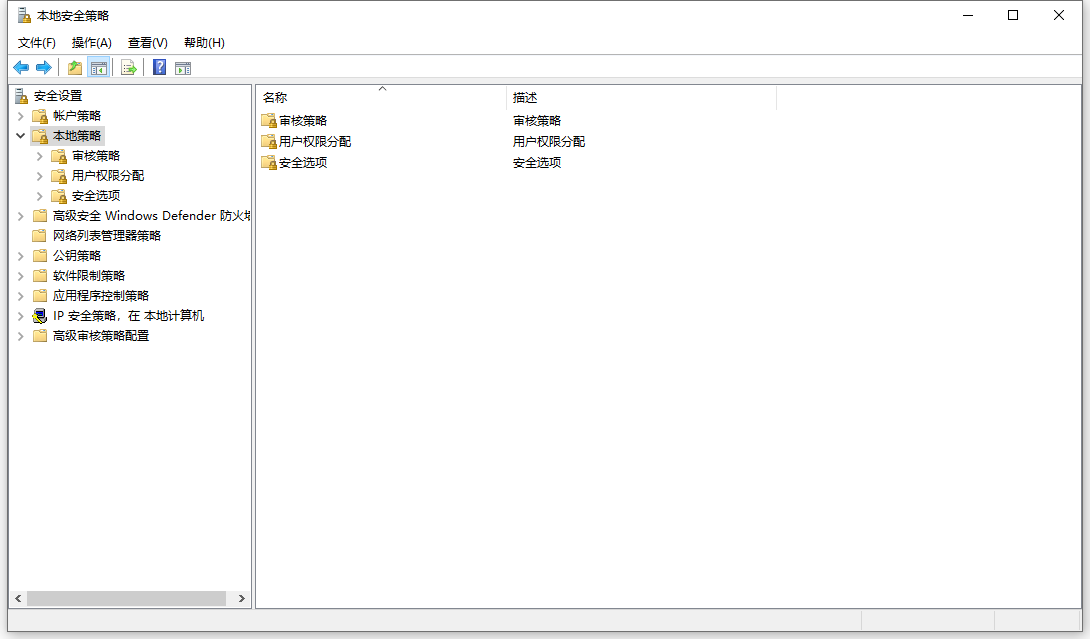 本地安全策略
文件(F) 操作(A) 查看(V) 帮助(H)
安全设置
帐户策略
本地策略
审核策略
用户权限分配
安全选项
高级安全 Windows Defender 防火
网络列表管理器策略
公钥策略
软件限制策略
应用程序控制策略
IP 安全策略，在 本地计算机
高级审核策略配置
名称 描述
审核策略 审核策略
用户权限分配 用户权限分配
安全选项 安全选项